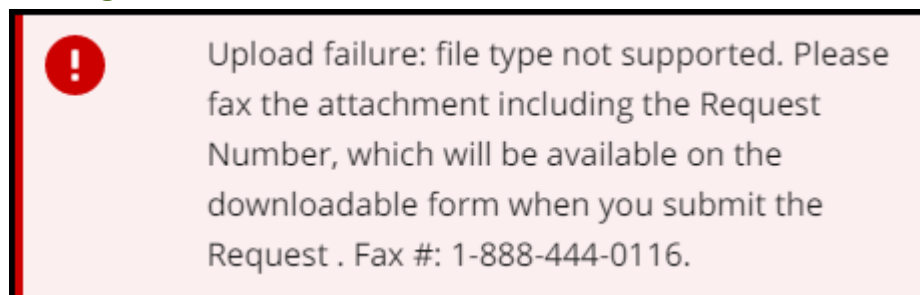 Upload failure: file type not supported. Please
fax the attachment including the Request
Number, which will be available on the
downloadable form when you submit the
Request . Fax #: 1-888-444-0116.